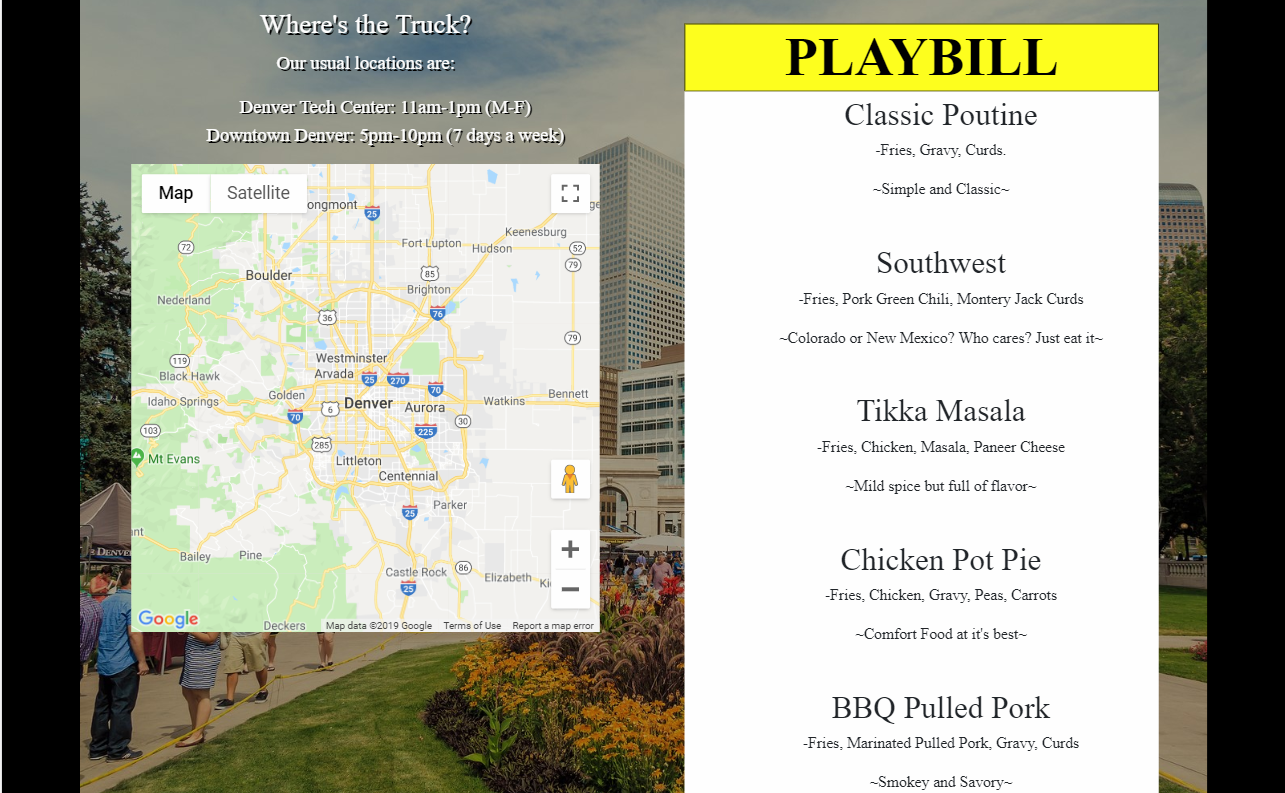 Where's the Truck?
Our usual locations are:
Denver Tech Center: 11am-1pm (M-F)
Downtown Denver: 5pm-10pm (7 days a week)
Map Satellite
ongmont
25
72
Fort Lupton
Keenesburg
Hudson
52
79
Boulder
85
Brighton
Nederland
76
36
79
Westminster
119
Arvada
25
270
70
Black Hawk
Golden
Bennett
Idaho Springs
Denver
Aurora
Watkins
70
6
30
103
225
285
Mt Evans
Littleton
Centennial
Parker
25
Bailey
Pine
Castle Rock
86
Elizabeth
25
Deckers
Google
Map data ©2019 Google Terms of Use Report a map error
DENVE
PLAYBILL
Classic Poutine
-Fries, Gravy, Curds.
~Simple and Classic~
Southwest
-Fries, Pork Green Chili, Montery Jack Curds
~Colorado or New Mexico? Who cares? Just eat it~
Tikka Masala
-Fries, Chicken, Masala, Paneer Cheese
~Mild spice but full of flavor~
Chicken Pot Pie
-Fries, Chicken, Gravy, Peas, Carrots
~Comfort Food at it's best~
BBQ Pulled Pork
-Fries, Marinated Pulled Pork, Gravy, Curds
~Smokey and Savory~